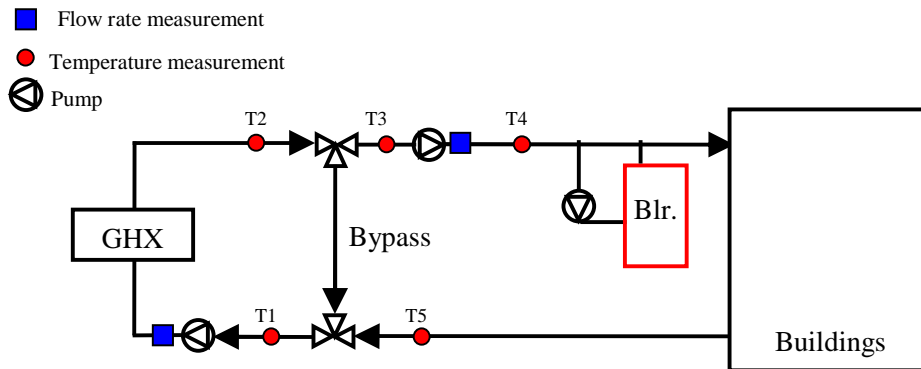 Flow rate measurement
Temperature measurement
Pump
T2
T3
T4
GHX
Bypass
Blr.
T1
T5
Buildings